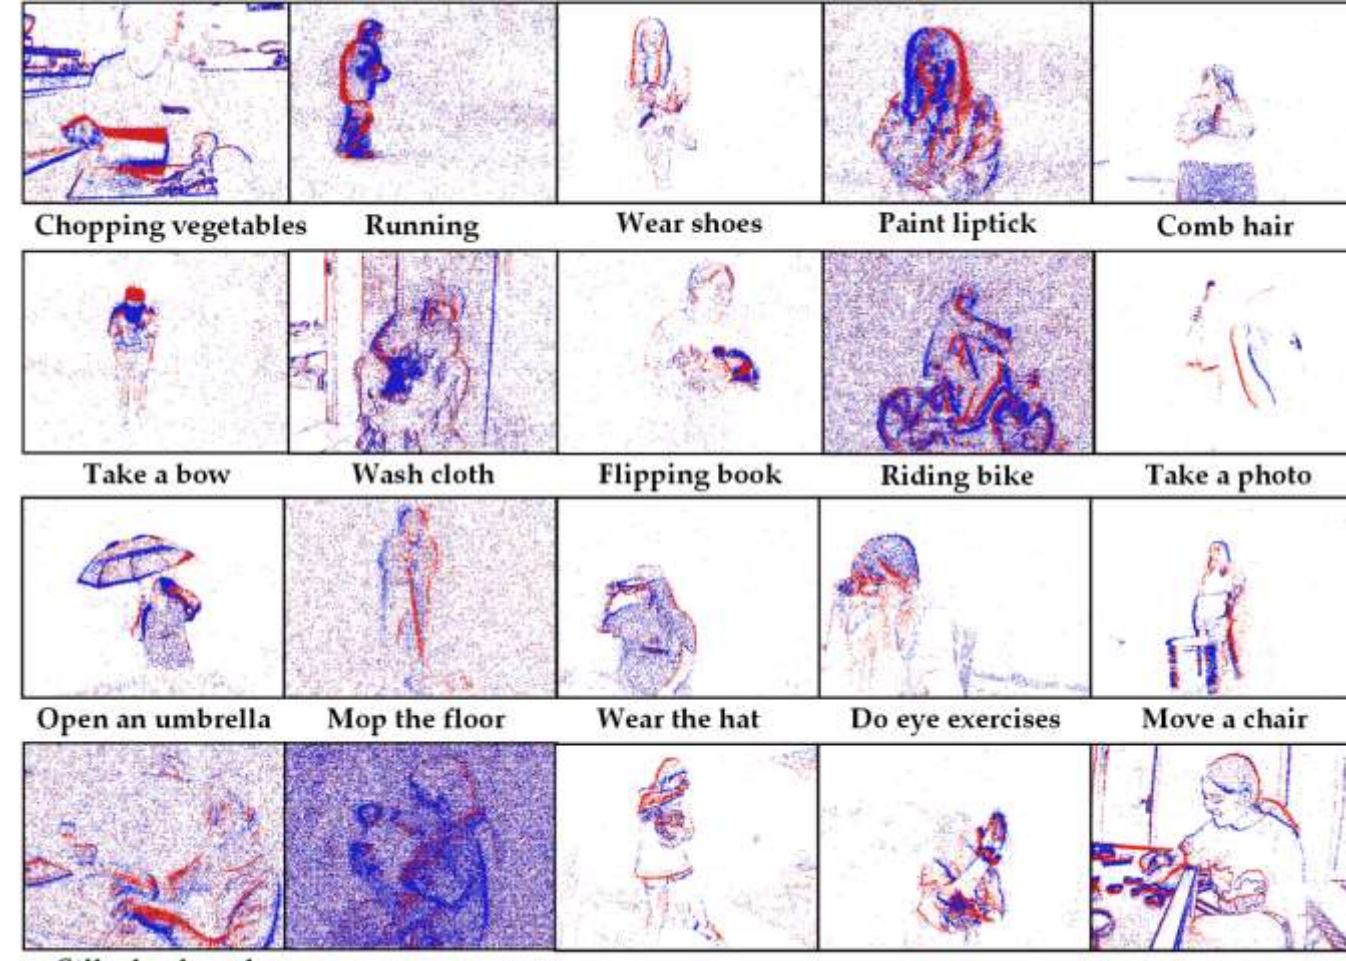 Chopping vegetables Running Wear shoes Paint liptick Comb hair
Take a bow Wash cloth Flipping book Riding bike Take a photo
Open an umbrella Mop the floor Wear the hat Do eye exercises Move a chair